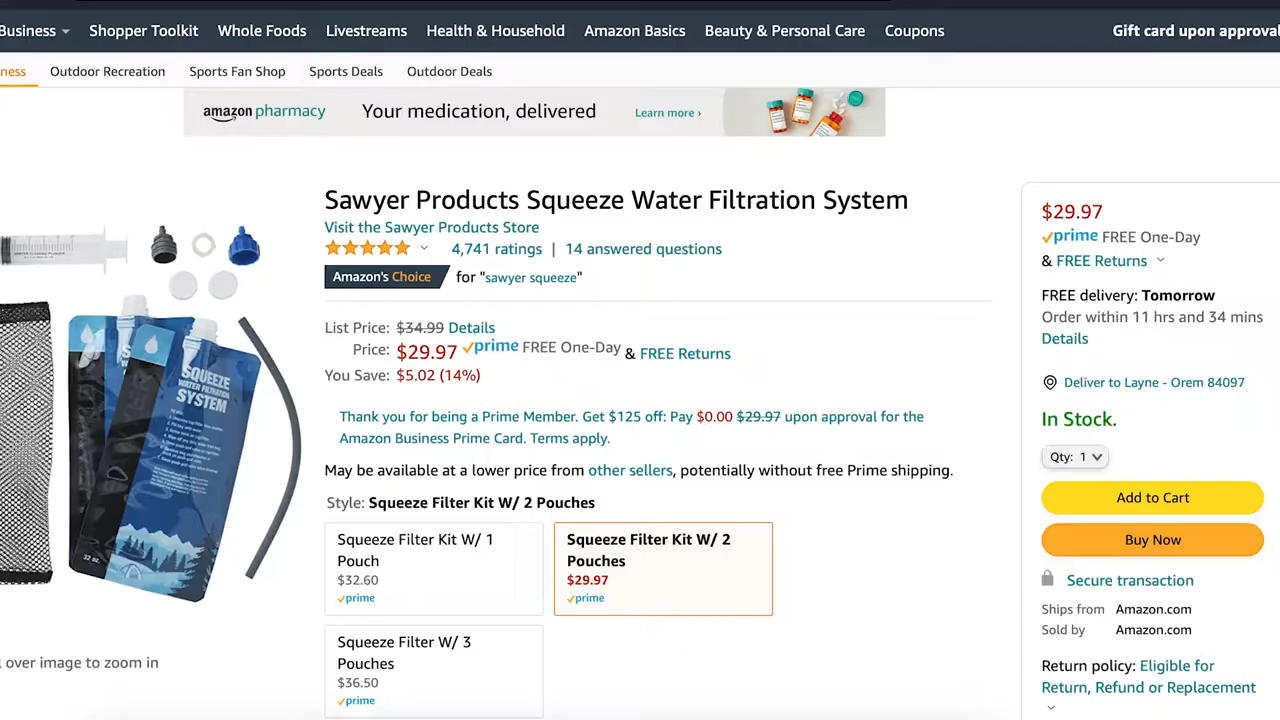 Business
Shopper Toolkit
Whole Foods
Livestreams
Health & Household
Amazon Basics
Beauty & Personal Care
Coupons
Gift card upon approval
ness
Outdoor Recreation
Sports Fan Shop
Sports Deals
Outdoor Deals
amazon pharmacy
Your medication, delivered
Learn more ›
Sawyer Products Squeeze Water Filtration System
Visit the Sawyer Products Store
4,741 ratings | 14 answered questions
Amazon's Choice for "sawyer squeeze"
List Price: $34.99 Details
Price: $29.97 prime FREE One-Day & FREE Returns
You Save: $5.02 (14%)
Thank you for being a Prime Member. Get $125 off: Pay $0.00 $29.97 upon approval for the
Amazon Business Prime Card. Terms apply.
May be available at a lower price from other sellers, potentially without free Prime shipping.
Style: Squeeze Filter Kit W/ 2 Pouches
Squeeze Filter Kit W/ 1
Pouch
$32.60
prime
Squeeze Filter Kit W/ 2
Pouches
$29.97
prime
Squeeze Filter W/ 3
Pouches
$36.50
prime
SQUEEZE
WATER FILTRATION
SYSTEM
32 oz.
over image to zoom in
$29.97
prime FREE One-Day
& FREE Returns
FREE delivery: Tomorrow
Order within 11 hrs and 34 mins
Details
Deliver to Layne - Orem 84097
In Stock.
Qty: 1
Add to Cart
Buy Now
Secure transaction
Ships from Amazon.com
Sold by Amazon.com
Return policy: Eligible for
Return, Refund or Replacement